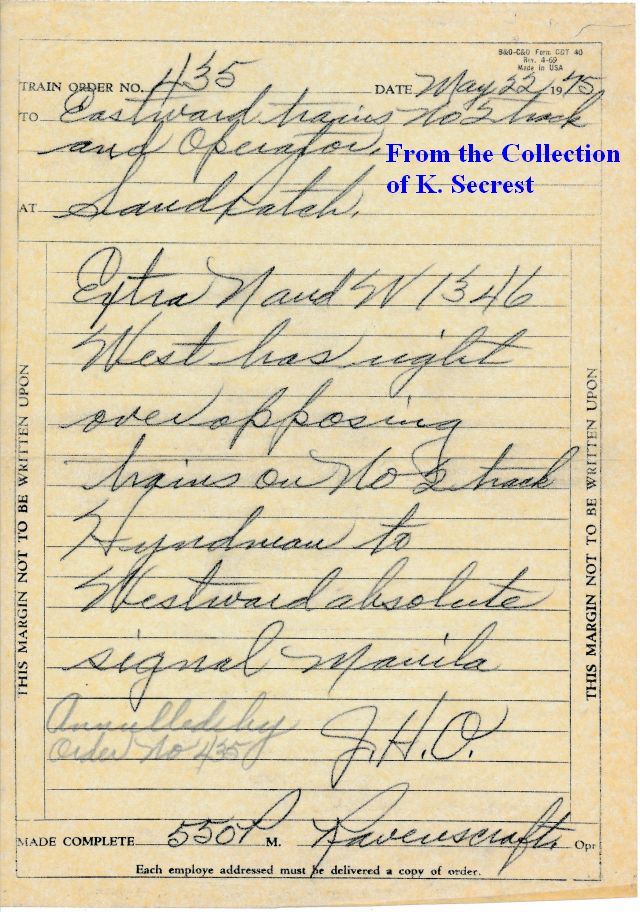 B&O-C&O Form CDT 40
Rev. 4-69
Made in USA
TRAIN ORDER NO. 435 DATE May 22 1975
TO Eastward trains No 2 track
and Operator,
From the Collection
of K. Secrest
AT Sandpatch.
Extra N and W 1346
West has right
over opposing
trains on No 2 track
Hyndman to
Westward absolute
signal Manila
Annulled by
Order No 435
J.H.O.
MADE COMPLETE 550 P M. Ravenscraft. Opr
Each employe addressed must be delivered a copy of order.
THIS MARGIN NOT TO BE WRITTEN UPON
THIS MARGIN NOT TO BE WRITTEN UPON